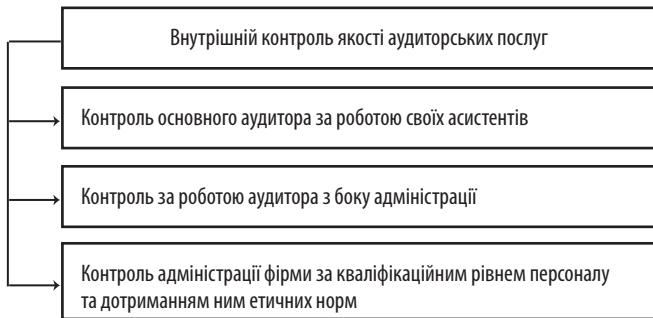 Внутрішній контроль якості аудиторських послуг
Контроль основного аудитора за роботою своїх асистентів
Контроль за роботою аудитора з боку адміністрації
Контроль адміністрації фірми за кваліфікаційним рівнем персоналу
та дотриманням ним етичних норм